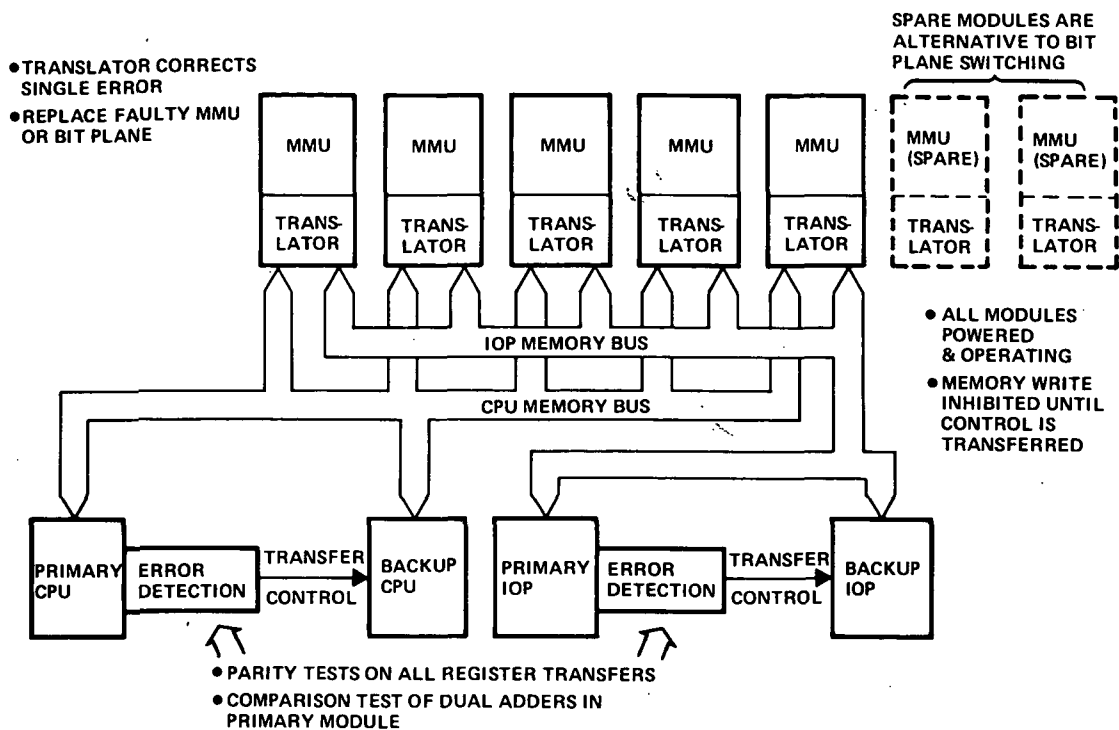 SPARE MODULES ARE
ALTERNATIVE TO BIT
PLANE SWITCHING
• TRANSLATOR CORRECTS
SINGLE ERROR
• REPLACE FAULTY MMU
OR BIT PLANE
MMU
TRANS-
LATOR
MMU
TRANS-
LATOR
MMU
TRANS-
LATOR
MMU
TRANS-
LATOR
MMU
TRANS-
LATOR
MMU
(SPARE)
TRANS-
LATOR
MMU
(SPARE)
TRANS-
LATOR
• ALL MODULES
POWERED
& OPERATING
• MEMORY WRITE
INHIBITED UNTIL
CONTROL IS
TRANSFERRED
IOP MEMORY BUS
CPU MEMORY BUS
PRIMARY
CPU
ERROR
DETECTION
TRANSFER
CONTROL
BACKUP
CPU
PRIMARY
IOP
ERROR
DETECTION
TRANSFER
CONTROL
BACKUP
IOP
• PARITY TESTS ON ALL REGISTER TRANSFERS
• COMPARISON TEST OF DUAL ADDERS IN
PRIMARY MODULE